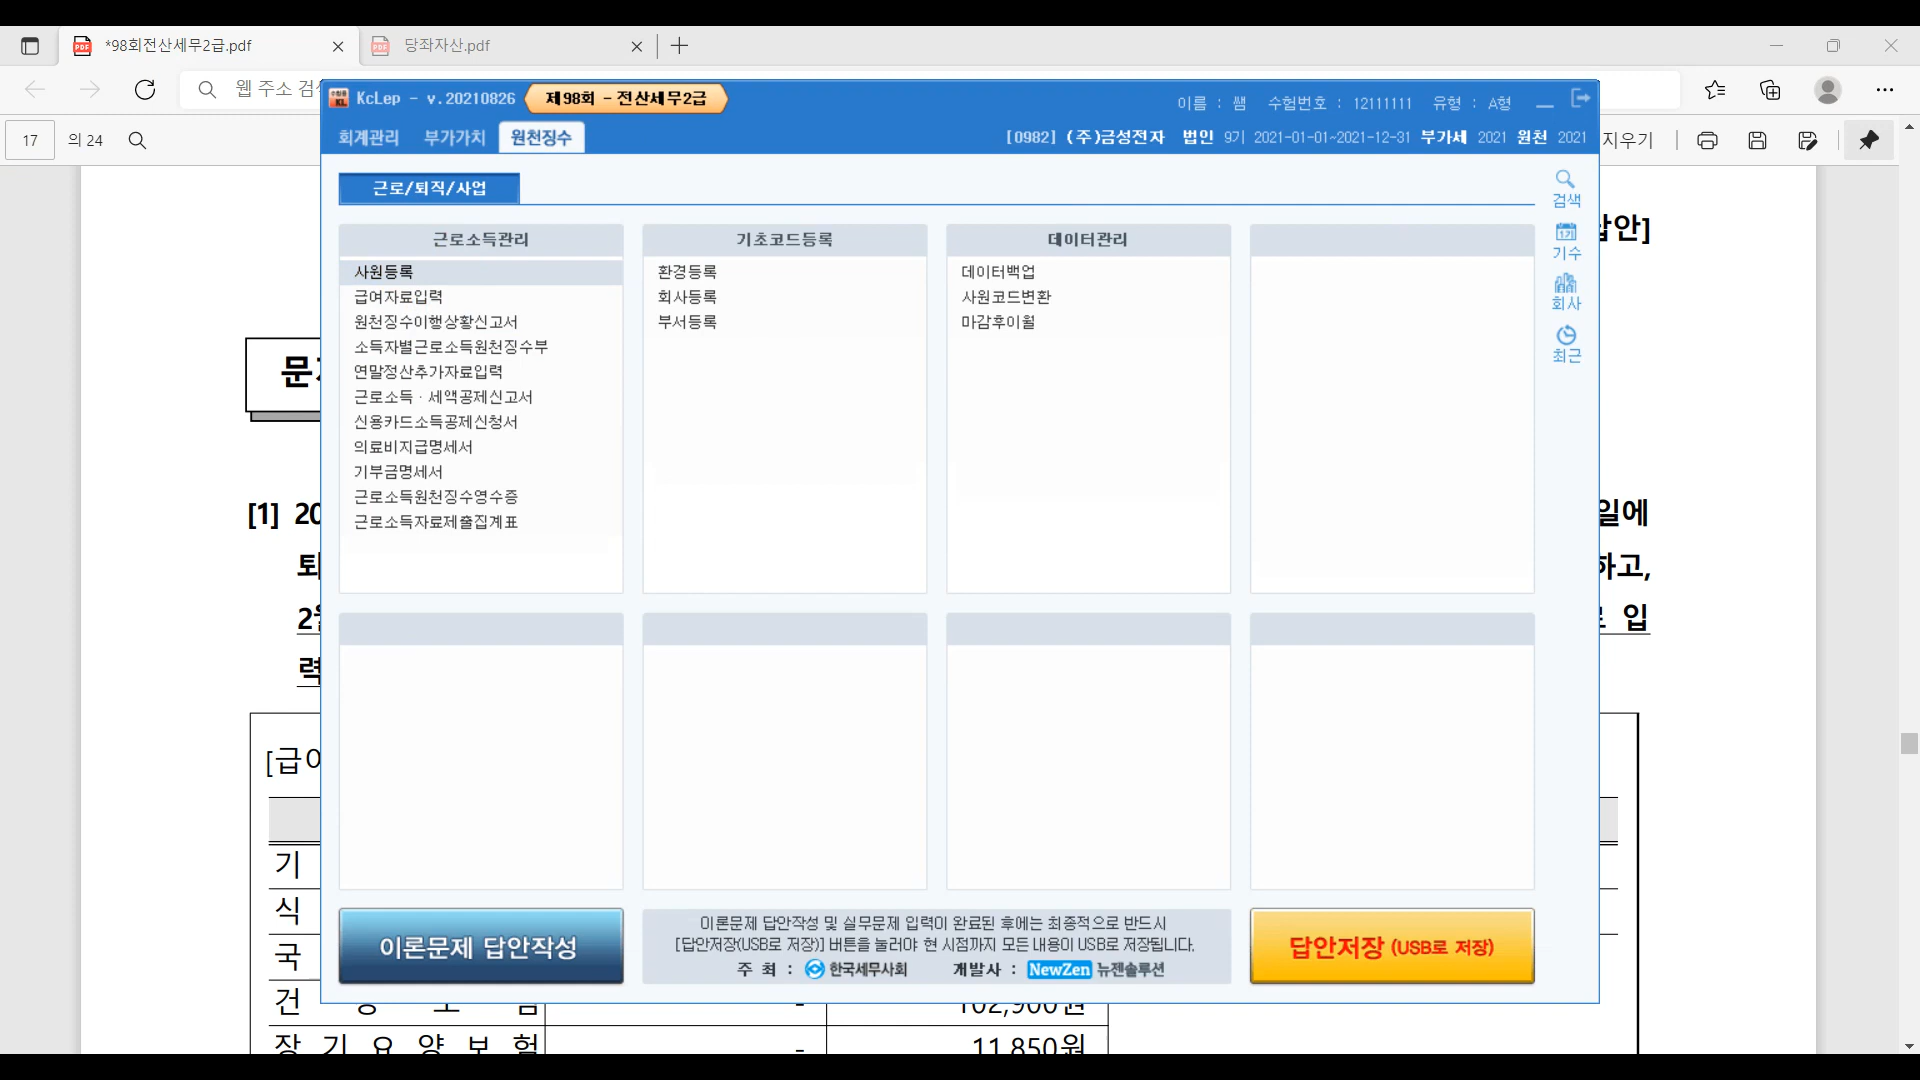 *98회전산세무2급.pdf
당좌자산.pdf
웹 주소 검색
17 의 24
지우기
KcLep - v.20210826 제98회 - 전산세무2급
이름 : 쌤 수험번호 : 12111111 유형 : A형
회계관리 부가가치 원천징수
[0982] (주)금성전자 법인 9기 2021-01-01~2021-12-31 부가세 2021 원천 2021
근로/퇴직/사업
검색
기수
회사
최근
근로소득관리
사원등록
급여자료입력
원천징수이행상황신고서
소득자별근로소득원천징수부
연말정산추가자료입력
근로소득 · 세액공제신고서
신용카드소득공제신청서
의료비지급명세서
기부금명세서
근로소득원천징수영수증
근로소득자료제출집계표
기초코드등록
환경등록
회사등록
부서등록
데이터관리
데이터백업
사원코드변환
마감후이월
이론문제 답안작성
이론문제 답안작성 및 실무문제 입력이 완료된 후에는 최종적으로 반드시
[답안저장(USB로 저장)] 버튼을 눌러야 현 시점까지 모든 내용이 USB로 저장됩니다.
주 최 : 한국세무사회 개발사 : NewZen 뉴젠솔루션
답안저장 (USB로 저장)
답안]
[1] 20 일에
하고,
입
기
식
국
건 강 보 험 - 102,900원
장 기 요 양 보 험 - 11,850원